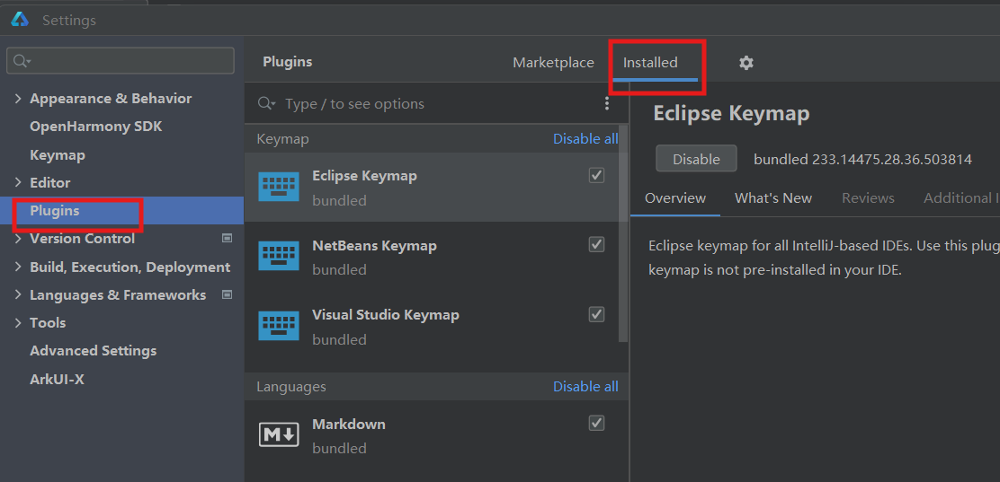 Settings
Appearance & Behavior
OpenHarmony SDK
Keymap
Editor
Plugins
Version Control
Build, Execution, Deployment
Languages & Frameworks
Tools
Advanced Settings
ArkUI-X
Plugins
Marketplace
Installed
Type / to see options
Keymap
Disable all
Eclipse Keymap
bundled
NetBeans Keymap
bundled
Visual Studio Keymap
bundled
Languages
Disable all
M
Markdown
bundled
Eclipse Keymap
Disable
bundled 233.14475.28.36.503814
Overview
What's New
Reviews
Additional I
Eclipse keymap for all IntelliJ-based IDEs. Use this plug
keymap is not pre-installed in your IDE.